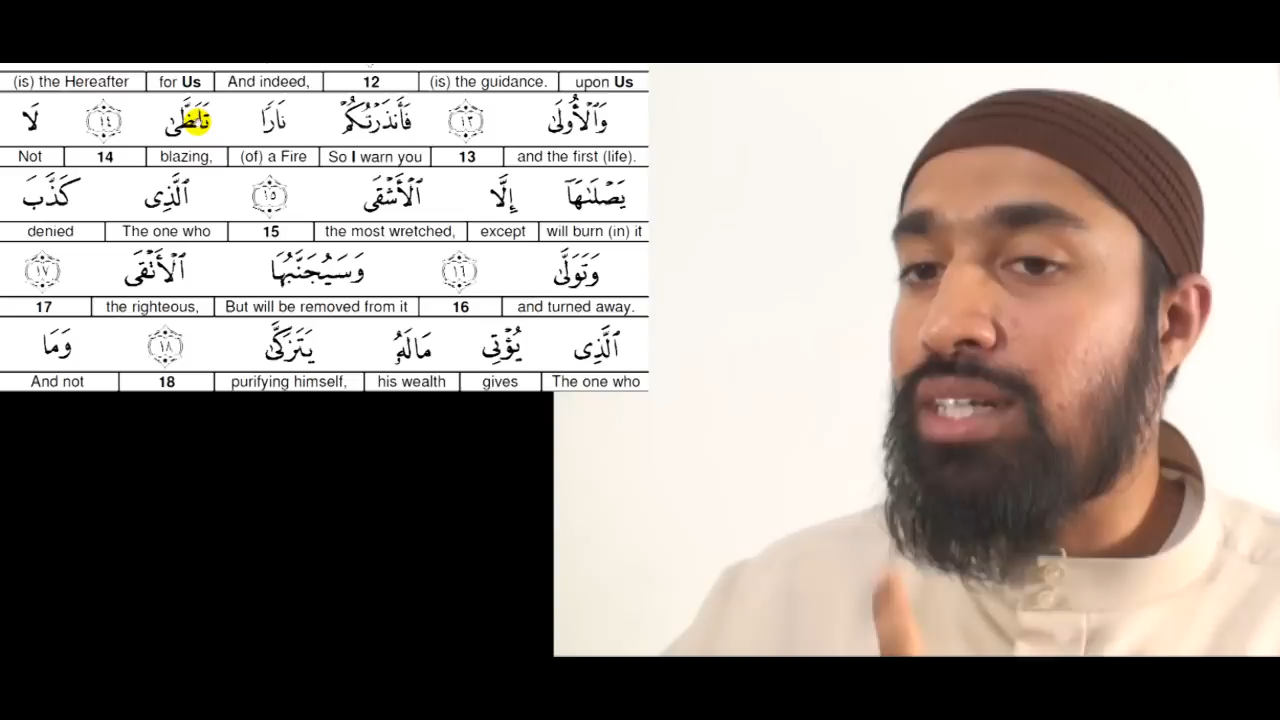 upon Us (is) the guidance. 12 And indeed, for Us (is) the Hereafter
وَٱلۡأُولَىٰ ١٣ فَأَنذَرۡتُكُمۡ نَارٗا تَلَظَّىٰ ١٤ لَا
and the first (life). 13 So I warn you (of) a Fire blazing, 14 Not
يَصۡلَىٰهَآ إِلَّا ٱلۡأَشۡقَى ١٥ ٱلَّذِي كَذَّبَ
will burn (in) it except the most wretched, 15 The one who denied
وَتَوَلَّىٰ ١٦ وَسَيُجَنَّبُهَا ٱلۡأَتۡقَى ١٧
and turned away. 16 But will be removed from it the righteous, 17
ٱلَّذِي يُؤۡتِي مَالَهُۥ يَتَزَكَّىٰ ١٨ وَمَا
The one who gives his wealth purifying himself, 18 And not